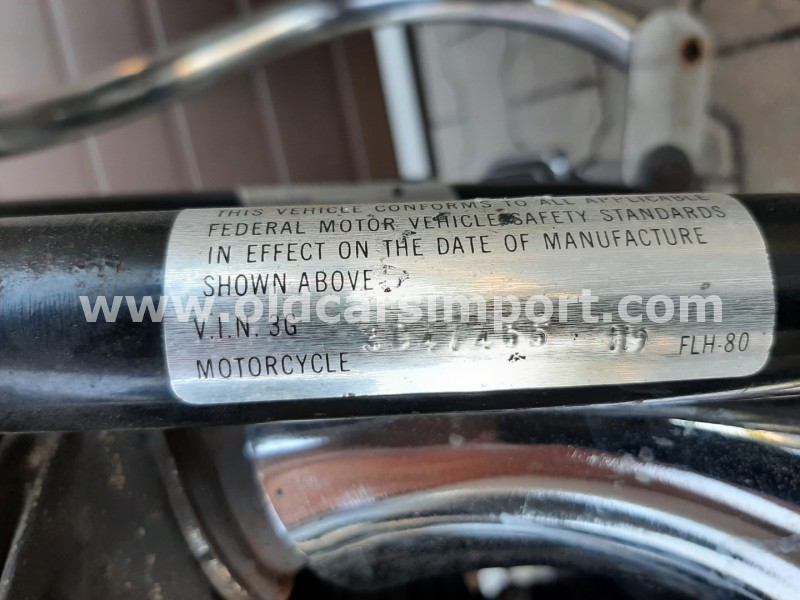 THIS VEHICLE CONFORMS TO ALL APPLICABLE
FEDERAL MOTOR VEHICLE SAFETY STANDARDS
IN EFFECT ON THE DATE OF MANUFACTURE
SHOWN ABOVE
www.oldcarsimport.com
V.I.N. 3G H9 FLH-80
MOTORCYCLE